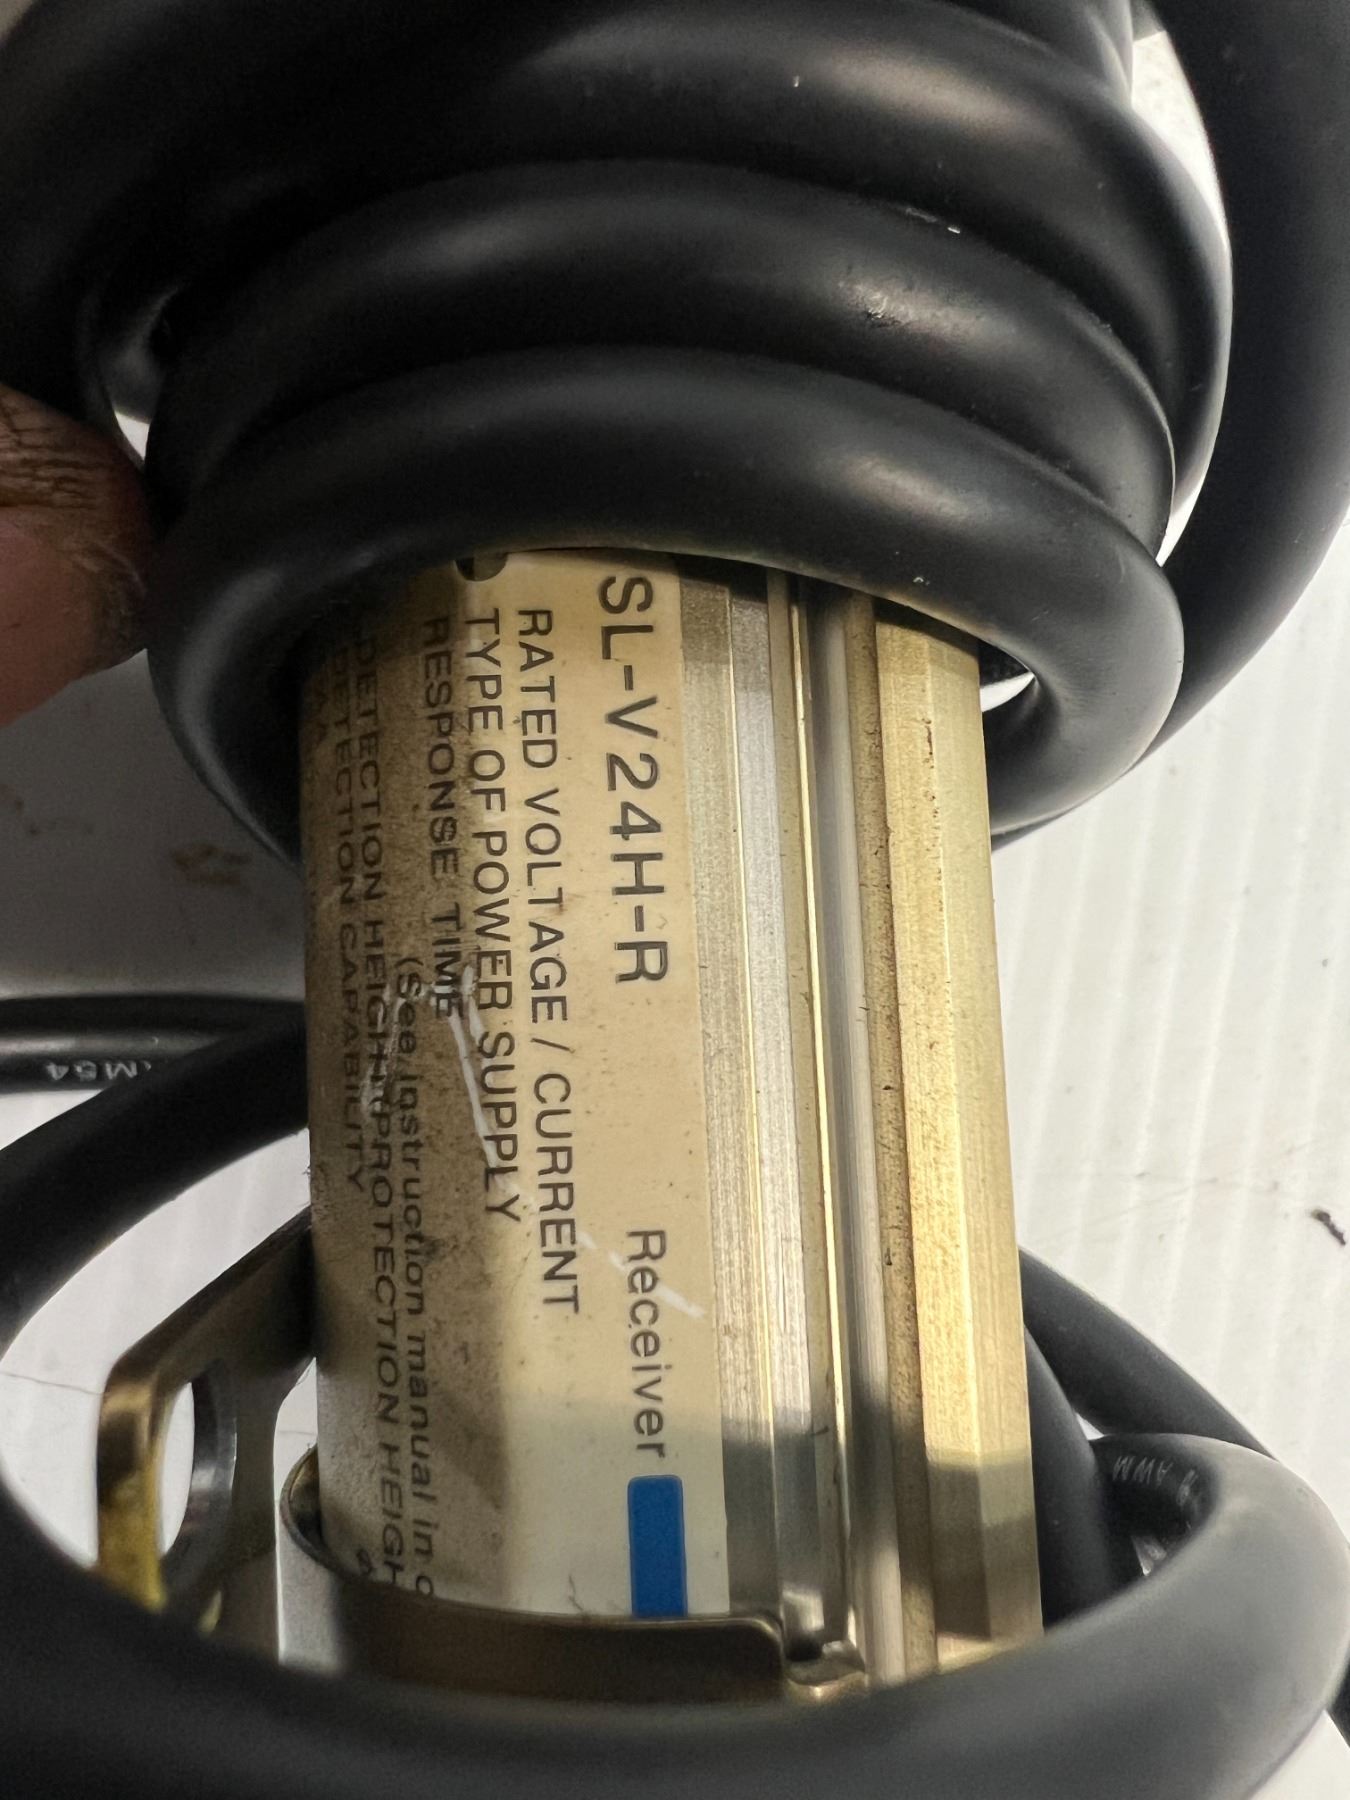 SL-V24H-R Receiver
RATED VOLTAGE / CURRENT
TYPE OF POWER SUPPLY
RESPONSE TIME
(See instruction manual in
DETECTION HEIGHT/PROTECTION HEIGH
DETECTION CAPABILITY
AWM